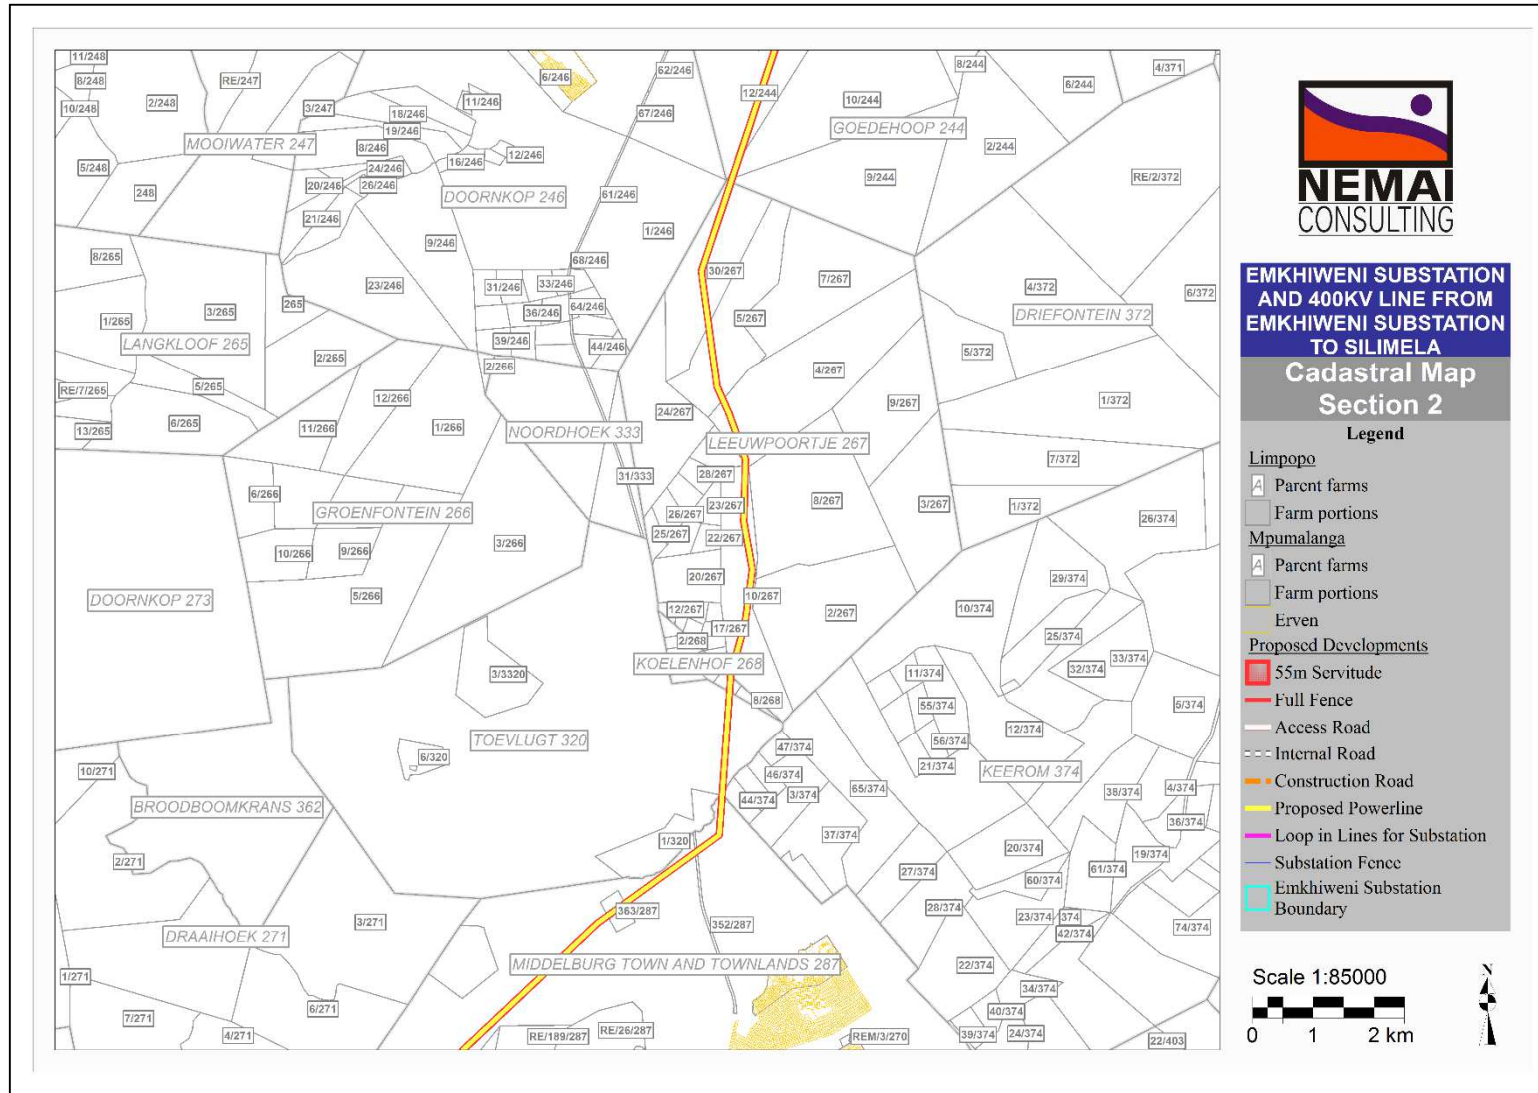 11/248
8/248
RE/247
10/248
2/248
3/247
6/246
62/246
11/246
18/246
67/246
12/244
10/244
8/244
6/244
4/371
GOEDEHOOP 244
MOOIWATER 247
19/246
8/246
16/246
12/246
2/244
5/248
24/246
20/246
26/246
248
DOORNKOP 246
61/246
9/244
RE/2/372
21/246
1/246
9/246
8/265
68/246
30/267
7/267
23/246
31/246
33/246
4/372
6/372
265
3/265
36/246
64/246
5/267
DRIEFONTEIN 372
1/265
LANGKLOOF 265
39/246
44/246
5/372
2/265
2/266
4/267
RE/7/265
5/265
12/266
24/267
9/267
1/372
6/265
13/265
11/266
1/266
NOORDHOEK 333
LEEUWPOORTJE 267
7/372
31/333
28/267
6/266
8/267
3/267
1/372
23/267
26/267
GROENFONTEIN 266
26/374
25/267
22/267
10/266
9/266
3/266
20/267
29/374
DOORNKOP 273
5/266
10/267
12/267
2/267
10/374
17/267
2/268
25/374
KOELENHOF 268
33/374
32/374
3/3320
11/374
8/268
55/374
5/374
12/374
TOEVLUGT 320
47/374
56/374
6/320
21/374
KEEROM 374
10/271
46/374
44/374
3/374
65/374
38/374
4/374
BROODBOOMKRANS 362
36/374
1/320
37/374
20/374
19/374
2/271
27/374
61/374
60/374
363/287
28/374
3/271
352/287
23/374
374
42/374
74/374
DRAAIHOEK 271
MIDDELBURG TOWN AND TOWNLANDS 287
22/374
1/271
34/374
6/271
40/374
7/271
4/271
RE/189/287
RE/26/287
REM/3/270
39/374
24/374
22/403
NEMAI
CONSULTING
EMKHIWENI SUBSTATION
AND 400KV LINE FROM
EMKHIWENI SUBSTATION
TO SILIMELA
Cadastral Map
Section 2
Legend
Limpopo
A Parent farms
Farm portions
Mpumalanga
A Parent farms
Farm portions
Erven
Proposed Developments
55m Servitude
Full Fence
Access Road
Internal Road
Construction Road
Proposed Powerline
Loop in Lines for Substation
Substation Fence
Emkhiweni Substation
Boundary
Scale 1:85000
0 1 2 km
N